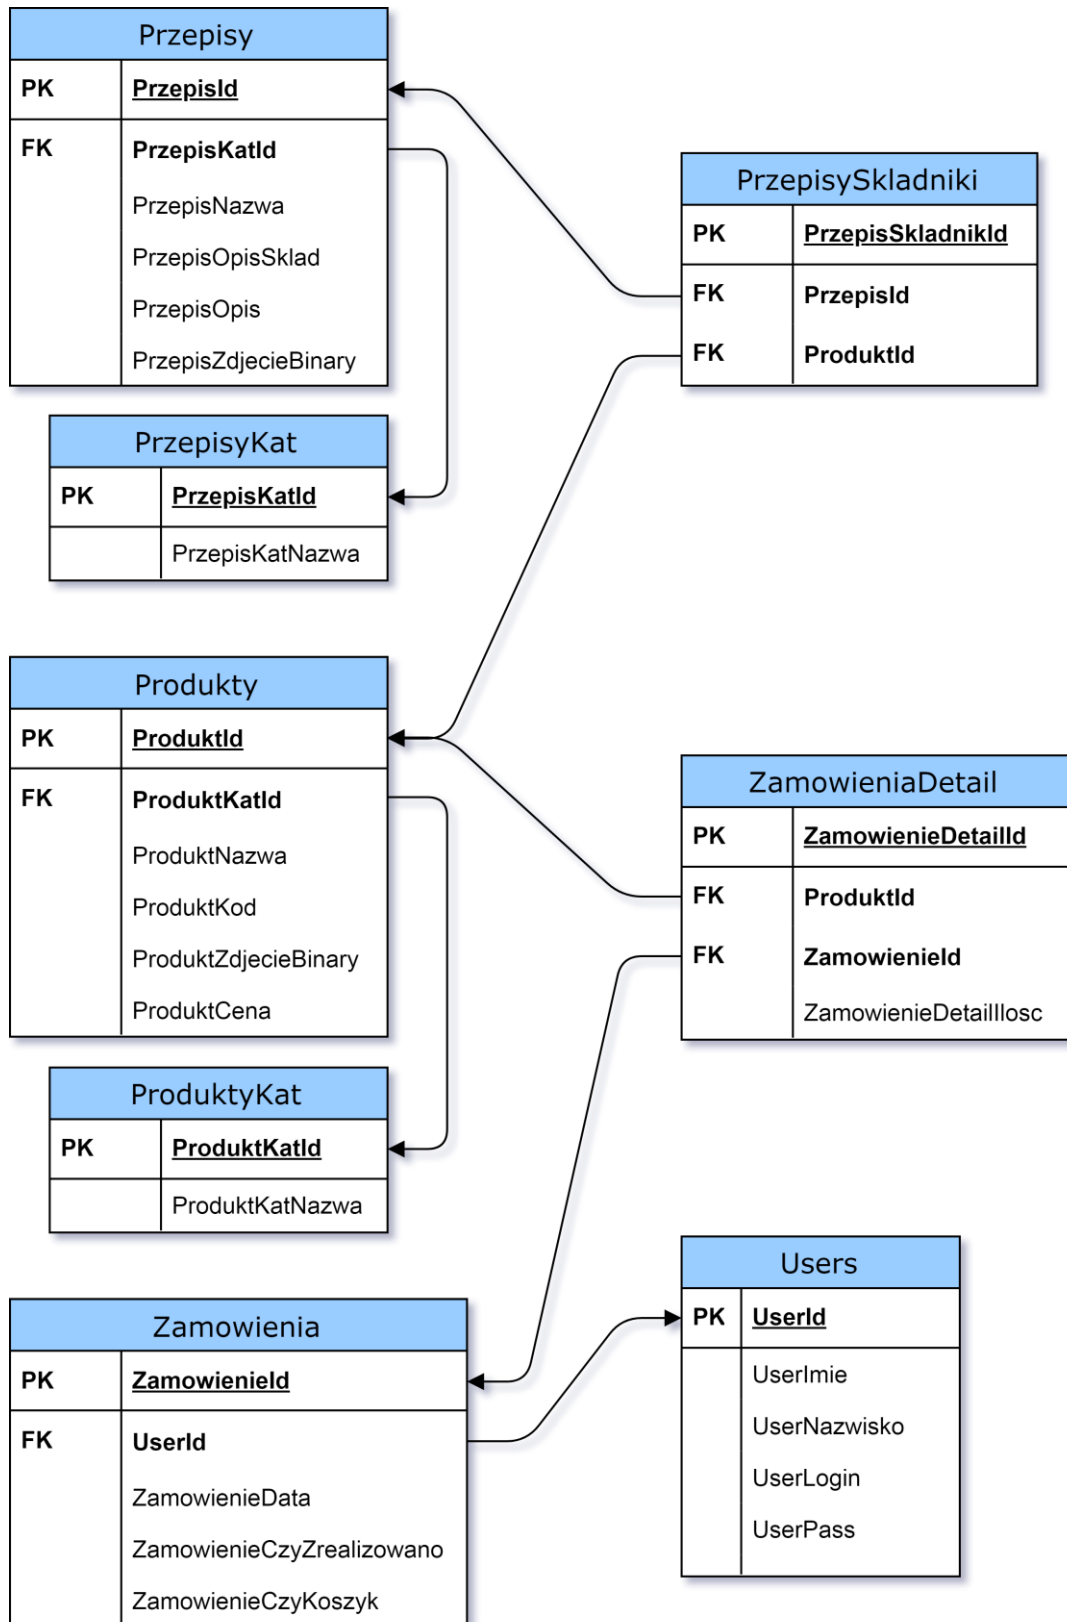 Przepisy
PK PrzepisId
FK PrzepisKatId
PrzepisNazwa
PrzepisOpisSklad
PrzepisOpis
PrzepisZdjecieBinary
PrzepisySkladniki
PK PrzepisSkladnikId
FK PrzepisId
FK ProduktId
PrzepisyKat
PK PrzepisKatId
PrzepisKatNazwa
Produkty
PK ProduktId
FK ProduktKatId
ProduktNazwa
ProduktKod
ProduktZdjecieBinary
ProduktCena
ZamowieniaDetail
PK ZamowienieDetailId
FK ProduktId
FK ZamowienieId
ZamowienieDetailIlosc
ProduktyKat
PK ProduktKatId
ProduktKatNazwa
Users
PK UserId
UserImie
UserNazwisko
UserLogin
UserPass
Zamowienia
PK ZamowienieId
FK UserId
ZamowienieData
ZamowienieCzyZrealizowano
ZamowienieCzyKoszyk